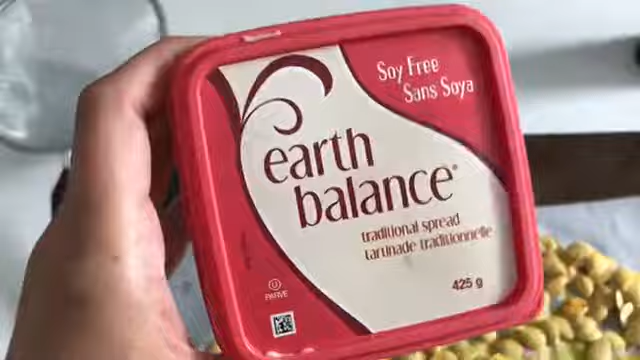 Soy Free
Sans Soya
earth
balance®
traditional spread
tartinade traditionnelle
425 g
U
PARVE